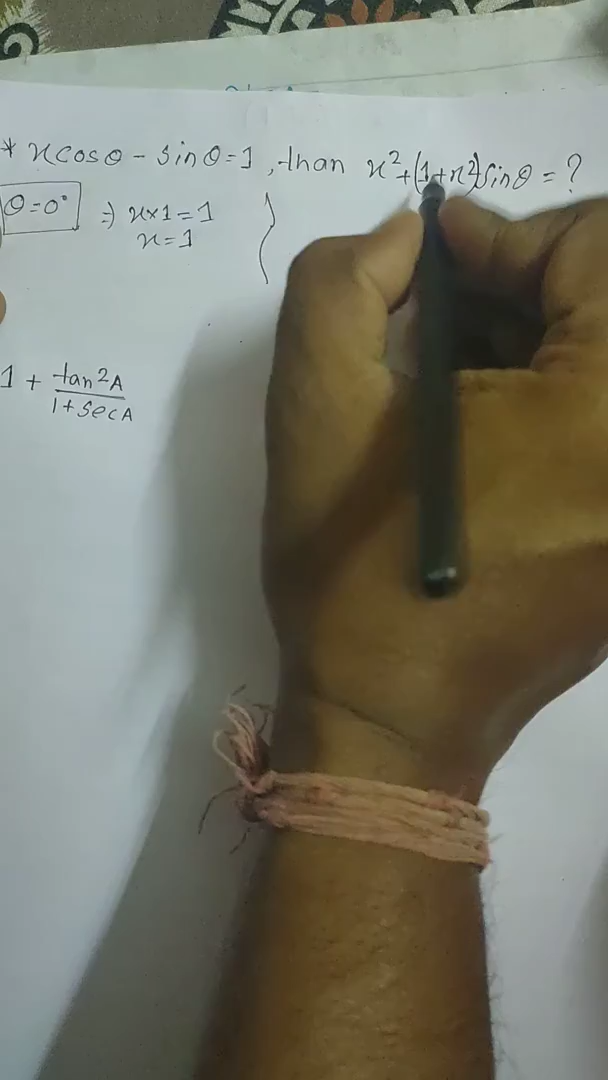 * xcosθ - sinθ=1, than x²+(1+x²)sinθ = ?
θ=0° ⇒ x×1=1
x=1
1 + tan²A / 1+secA